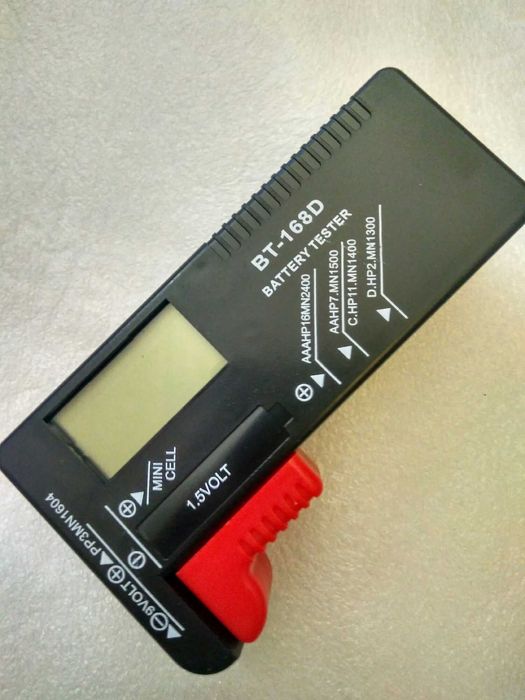 BT-168D
BATTERY TESTER
AAAHP16MN2400
AAHP7.MN1500
C.HP11.MN1400
D.HP2.MN1300
MINI
CELL
1.5VOLT
9VOLT
PP3MN1604